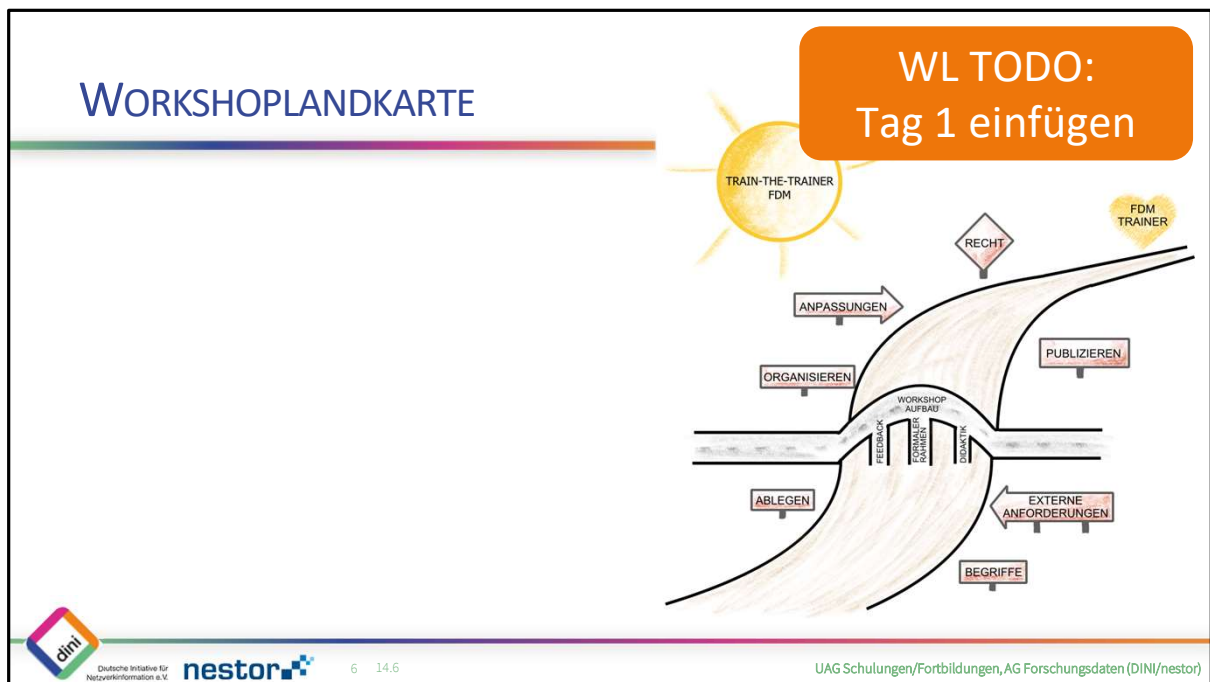 WORKSHOPLANDKARTE
WL TODO:
Tag 1 einfügen
TRAIN-THE-TRAINER
FDM
FDM
TRAINER
RECHT
ANPASSUNGEN
PUBLIZIEREN
ORGANISIEREN
WORKSHOP
AUFBAU
FEEDBACK
FORMALER
RAHMEN
DIDAKTIK
ABLEGEN
EXTERNE
ANFORDERUNGEN
BEGRIFFE
dini
Deutsche Initiative für
Netzwerkinformation e.V.
nestor
6 14.6
UAG Schulungen/Fortbildungen, AG Forschungsdaten (DINI/nestor)